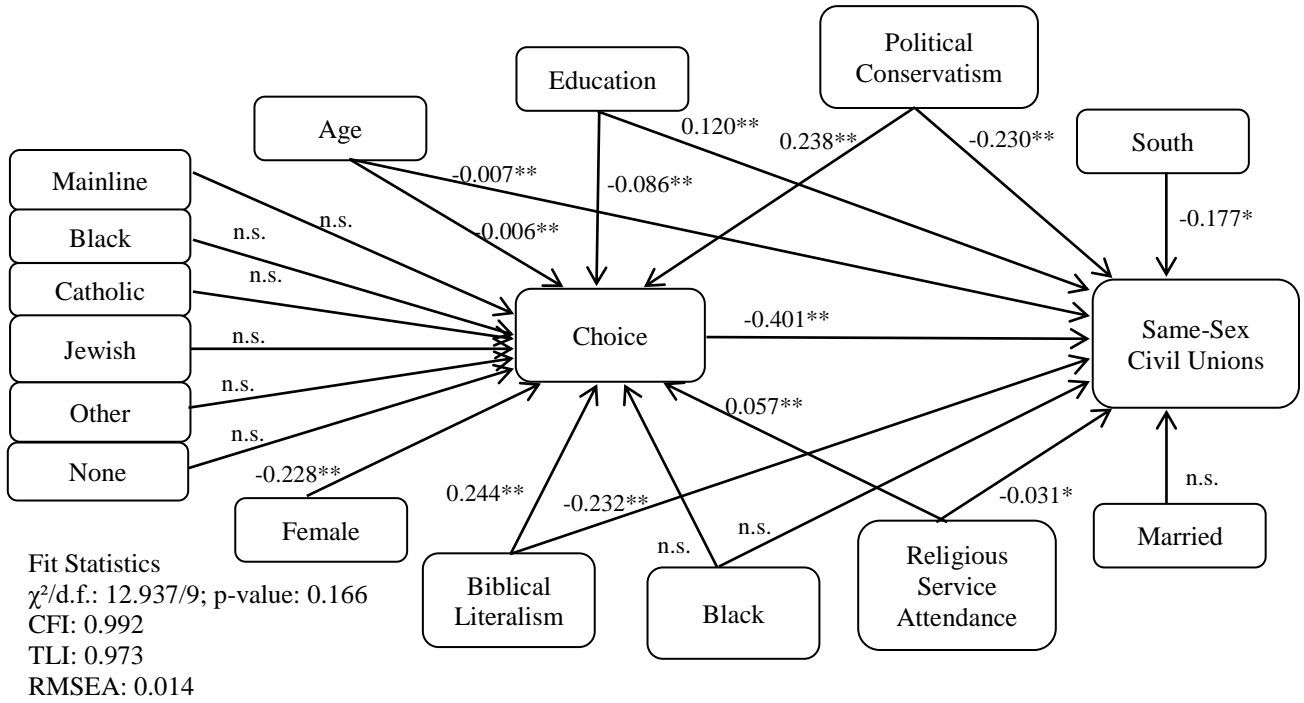 Political
Conservatism
Education
Age
South
0.120**
0.238**
-0.230**
Mainline
-0.007**
-0.086**
-0.177*
Black
n.s.
n.s.
-0.006**
Catholic
n.s.
Choice
-0.401**
Same-Sex
Civil Unions
Jewish
n.s.
Other
n.s.
0.057**
None
n.s.
-0.228**
0.244**
-0.232**
-0.031*
n.s.
Female
n.s.
n.s.
Married
Biblical
Literalism
Black
Religious
Service
Attendance
Fit Statistics
χ²/d.f.: 12.937/9; p-value: 0.166
CFI: 0.992
TLI: 0.973
RMSEA: 0.014